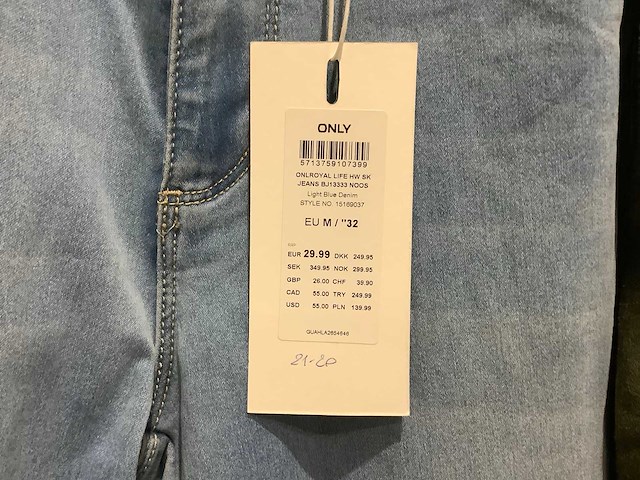 ONLY
5713759107399
ONLROYAL LIFE HW SK
JEANS BJ13333 NOOS
Light Blue Denim
STYLE NO. 15169037
EU M / "32
EUR 29.99 DKK 249.95
SEK 349.95 NOK 299.95
GBP 26.00 CHF 39.90
CAD 55.00 TRY 249.99
USD 55.00 PLN 139.99
GUAHLA2654646